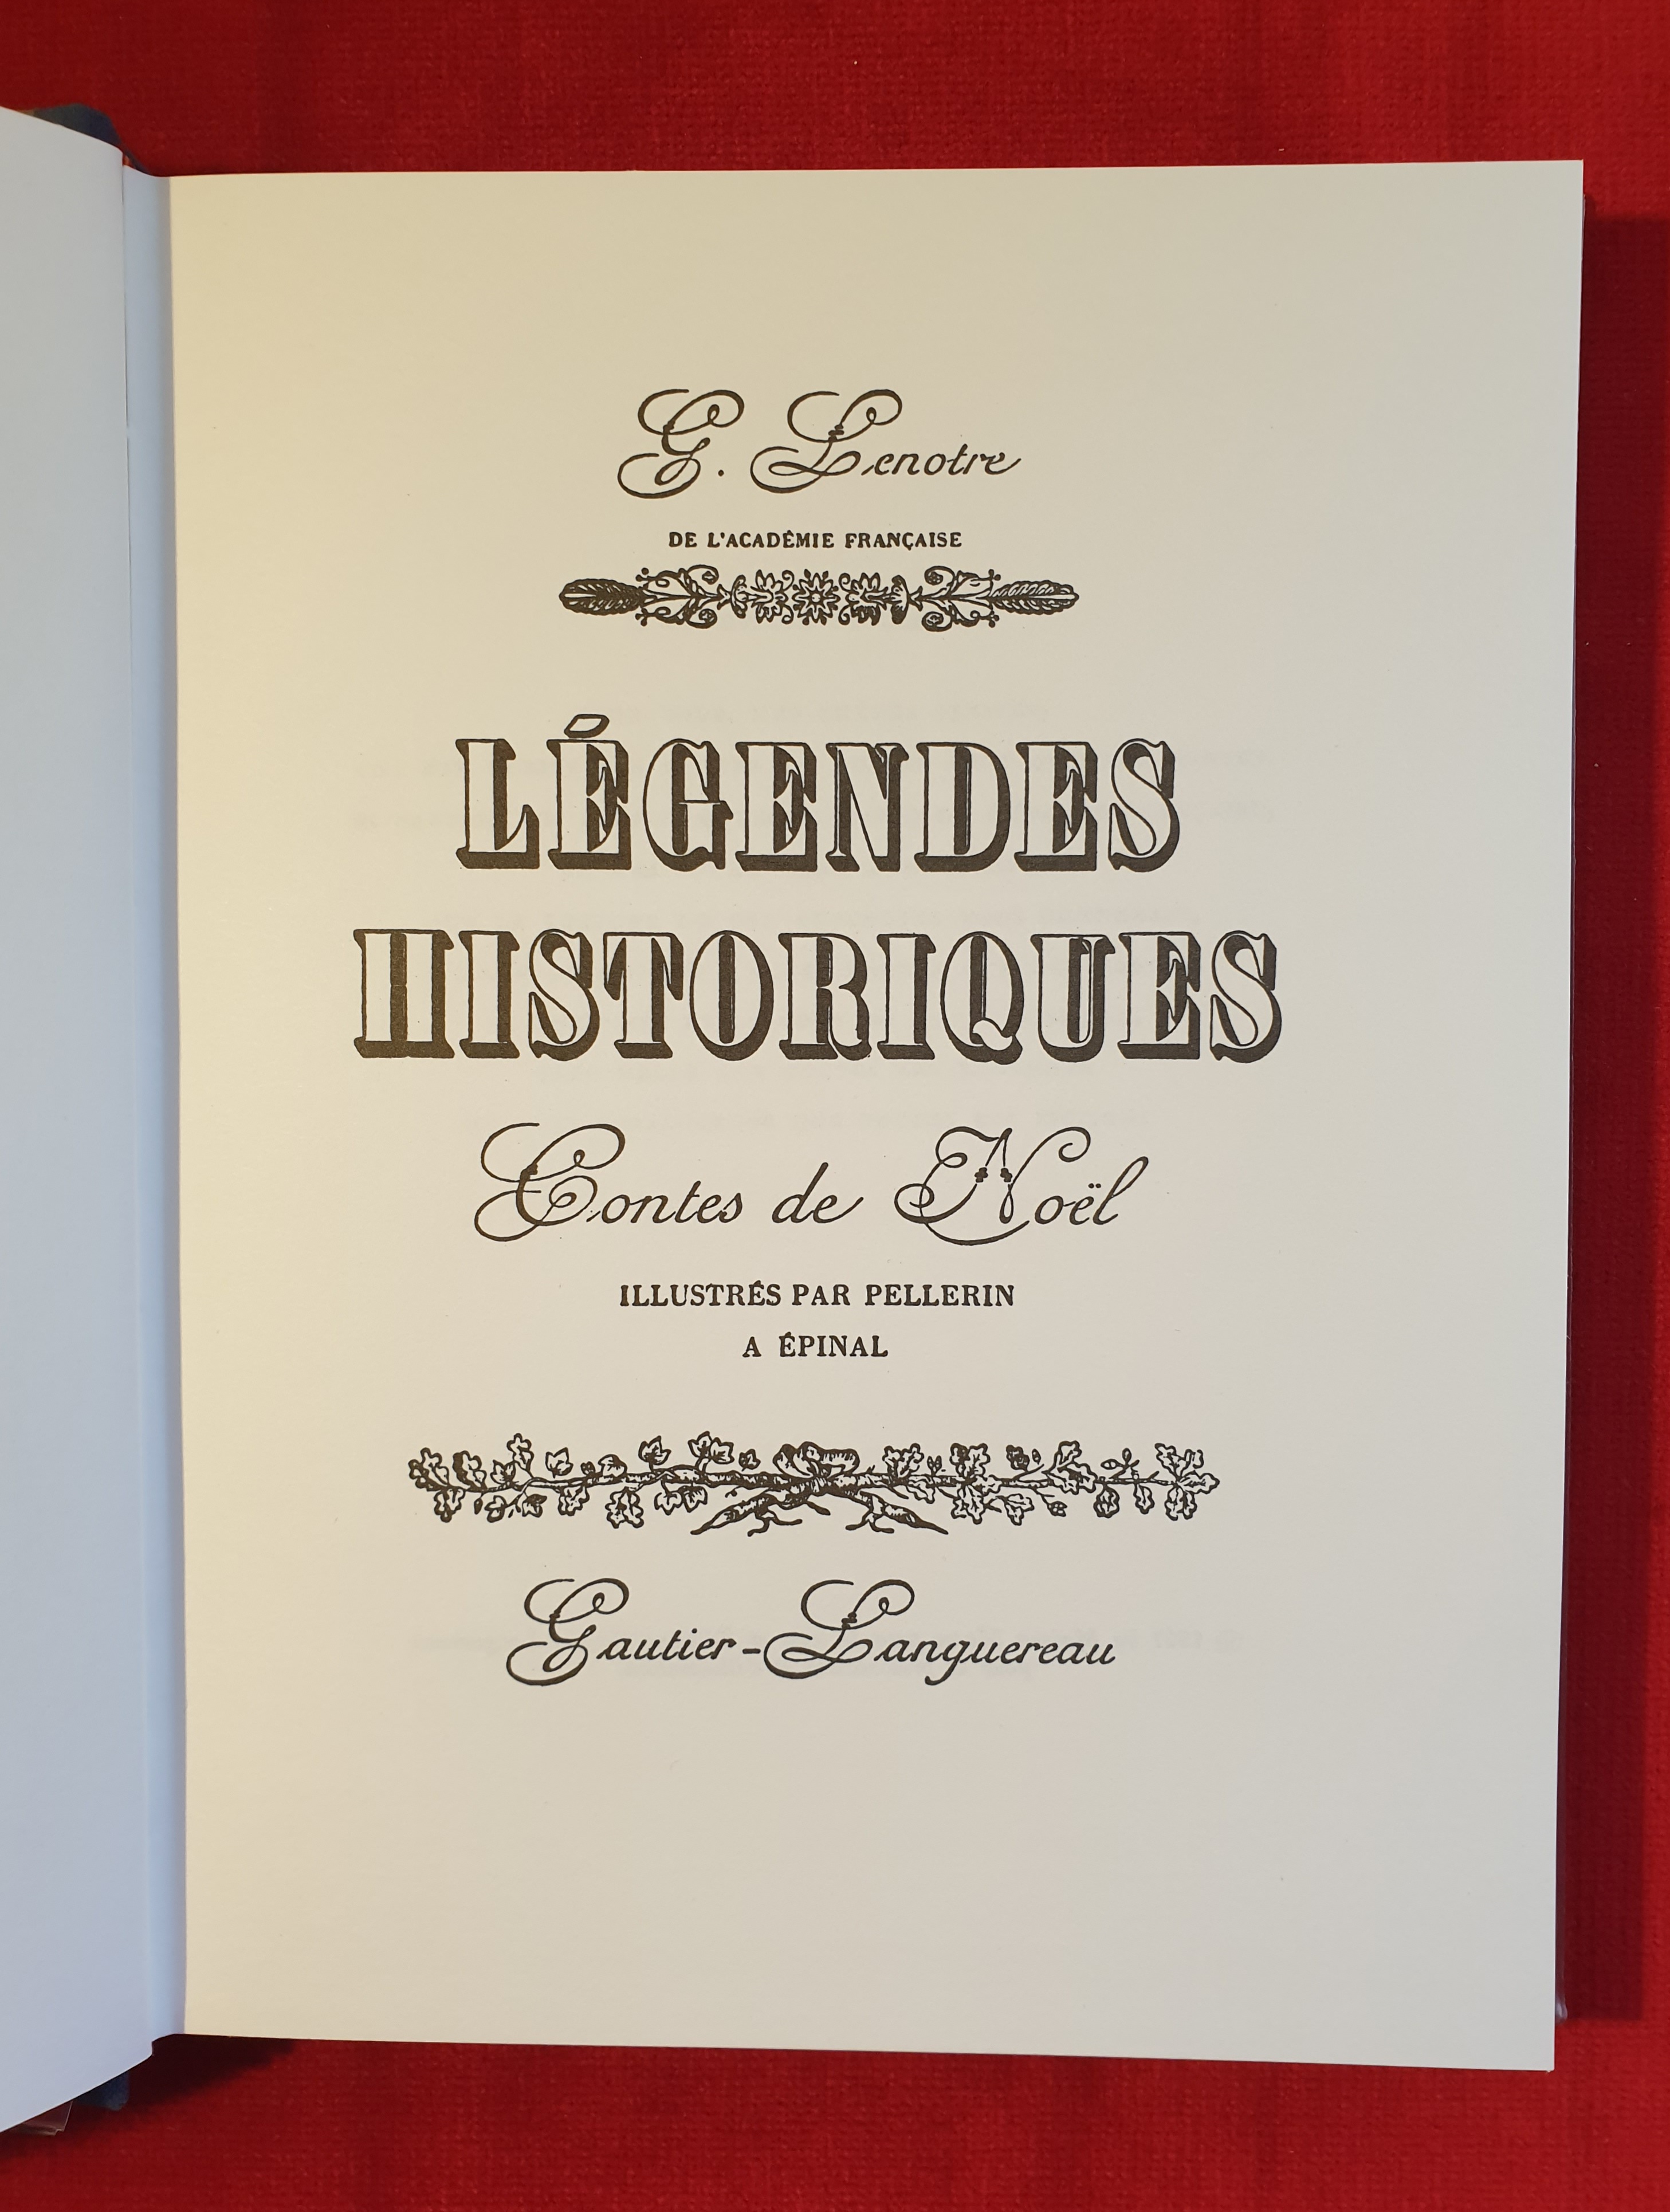 G. Lenotre
DE L'ACADÉMIE FRANÇAISE
LÉGENDES
HISTORIQUES
Contes de Noël
ILLUSTRÉS PAR PELLERIN
A ÉPINAL
Gautier-Languereau